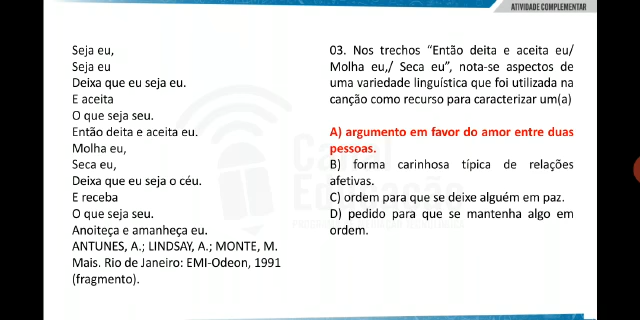 ATIVIDADE COMPLEMENTAR
Seja eu,
Seja eu
Deixa que eu seja eu.
E aceita
O que seja seu.
Então deita e aceita eu.
Molha eu,
Seca eu,
Deixa que eu seja o céu.
E receba
O que seja seu.
Anoiteça e amanheça eu.
ANTUNES, A.; LINDSAY, A.; MONTE, M.
Mais. Rio de Janeiro: EMI-Odeon, 1991
(fragmento).
03. Nos trechos “Então deita e aceita eu/
Molha eu,/ Seca eu”, nota-se aspectos de
uma variedade linguística que foi utilizada na
canção como recurso para caracterizar um(a)
A) argumento em favor do amor entre duas
pessoas.
B) forma carinhosa típica de relações
afetivas.
C) ordem para que se deixe alguém em paz.
D) pedido para que se mantenha algo em
ordem.